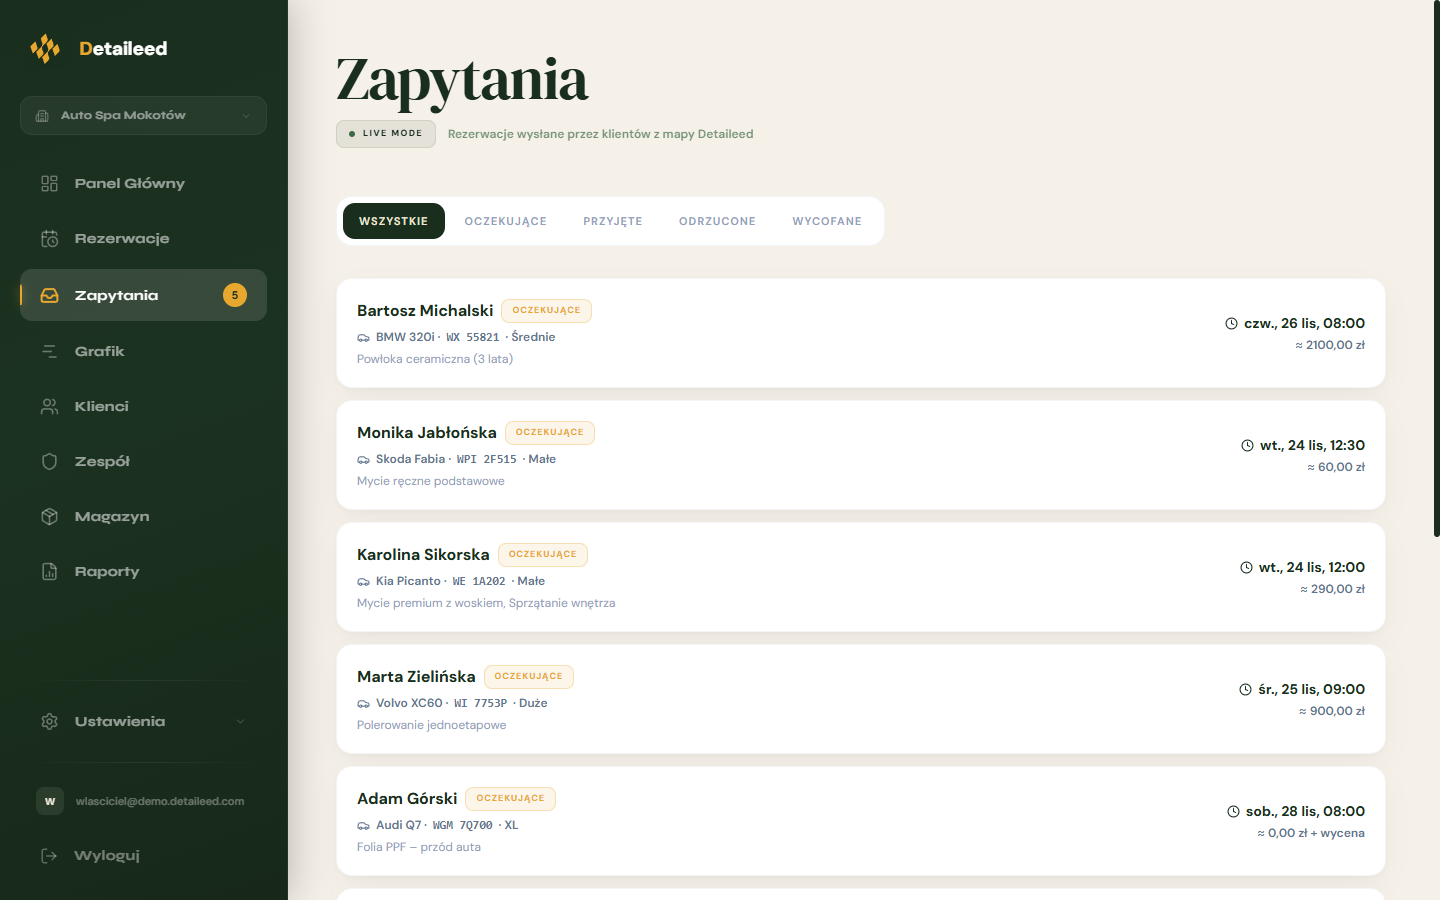 Detaileed
Auto Spa Mokotów
Panel Główny
Rezerwacje
Zapytania
5
Grafik
Klienci
Zespół
Magazyn
Raporty
Ustawienia
W
wlasciciel@demo.detaileed.com
Wyloguj
Zapytania
LIVE MODE
Rezerwacje wysłane przez klientów z mapy Detaileed
WSZYSTKIE
OCZEKUJĄCE
PRZYJĘTE
ODRZUCONE
WYCOFANE
Bartosz Michalski
OCZEKUJĄCE
BMW 320i · WX 55821 · Średnie
Powłoka ceramiczna (3 lata)
czw., 26 lis, 08:00
≈ 2100,00 zł
Monika Jabłońska
OCZEKUJĄCE
Skoda Fabia · WPI 2F515 · Małe
Mycie ręczne podstawowe
wt., 24 lis, 12:30
≈ 60,00 zł
Karolina Sikorska
OCZEKUJĄCE
Kia Picanto · WE 1A202 · Małe
Mycie premium z woskiem, Sprzątanie wnętrza
wt., 24 lis, 12:00
≈ 290,00 zł
Marta Zielińska
OCZEKUJĄCE
Volvo XC60 · WI 7753P · Duże
Polerowanie jednoetapowe
śr., 25 lis, 09:00
≈ 900,00 zł
Adam Górski
OCZEKUJĄCE
Audi Q7 · WGM 7Q700 · XL
Folia PPF – przód auta
sob., 28 lis, 08:00
≈ 0,00 zł + wycena